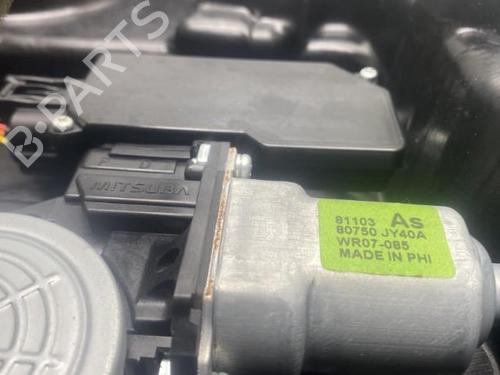 B-PARTS
F D
MITSUBA
81103 As
80750 JY40A
WR07-085
MADE IN PHI